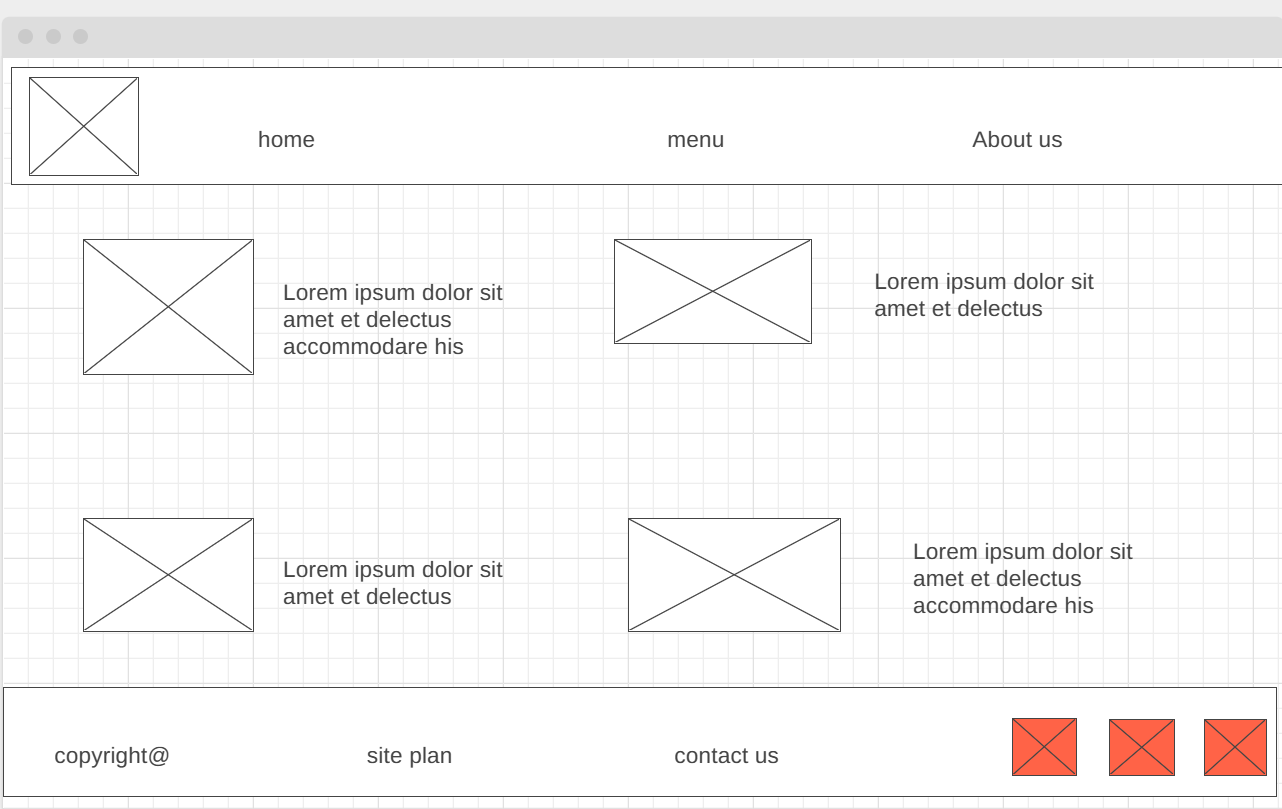 home
menu
About us
Lorem ipsum dolor sit
amet et delectus
accommodare his
Lorem ipsum dolor sit
amet et delectus
Lorem ipsum dolor sit
amet et delectus
Lorem ipsum dolor sit
amet et delectus
accommodare his
copyright@
site plan
contact us